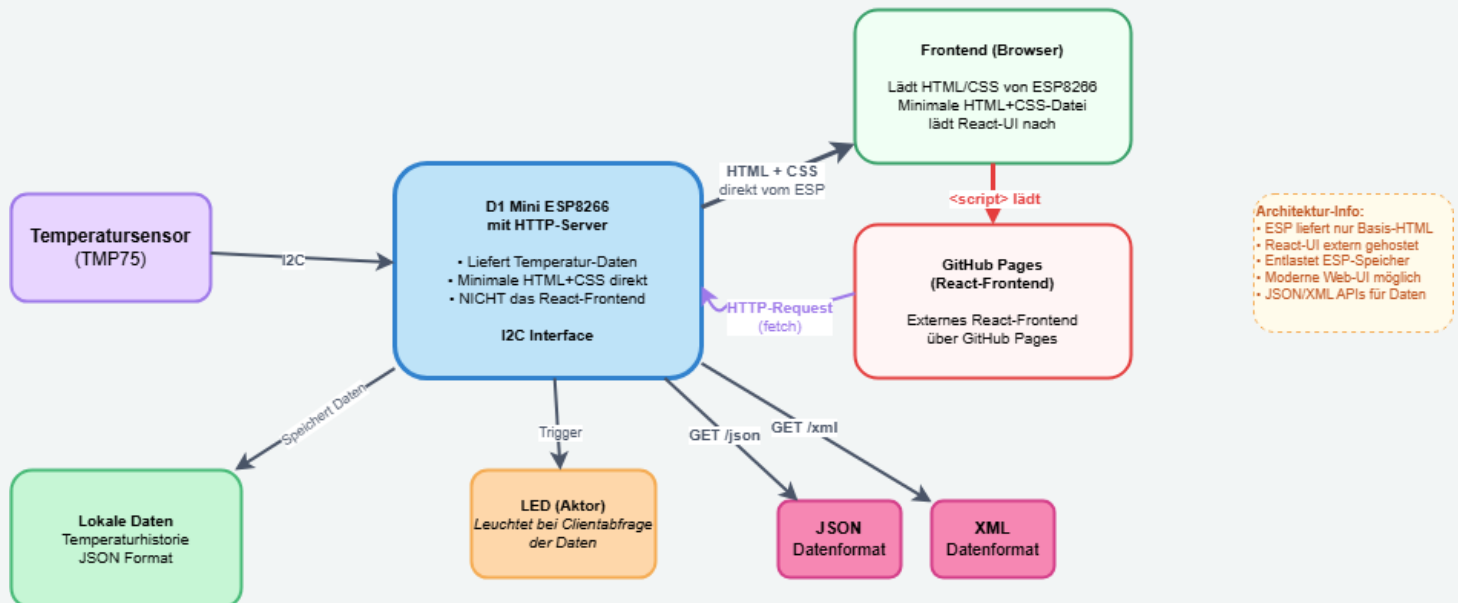 Frontend (Browser)
Lädt HTML/CSS von ESP8266
Minimale HTML+CSS-Datei
lädt React-UI nach
HTML + CSS
direkt vom ESP
<script> lädt
Temperatursensor
(TMP75)
I2C
D1 Mini ESP8266
mit HTTP-Server
• Liefert Temperatur-Daten
• Minimale HTML+CSS direkt
• NICHT das React-Frontend
I2C Interface
HTTP-Request
(fetch)
GitHub Pages
(React-Frontend)
Externes React-Frontend
über GitHub Pages
Architektur-Info:
• ESP liefert nur Basis-HTML
• React-UI extern gehostet
• Entlastet ESP-Speicher
• Moderne Web-UI möglich
• JSON/XML APIs für Daten
Speichert Daten
Trigger
GET /json
GET /xml
Lokale Daten
Temperaturhistorie
JSON Format
LED (Aktor)
Leuchtet bei Clientabfrage
der Daten
JSON
Datenformat
XML
Datenformat